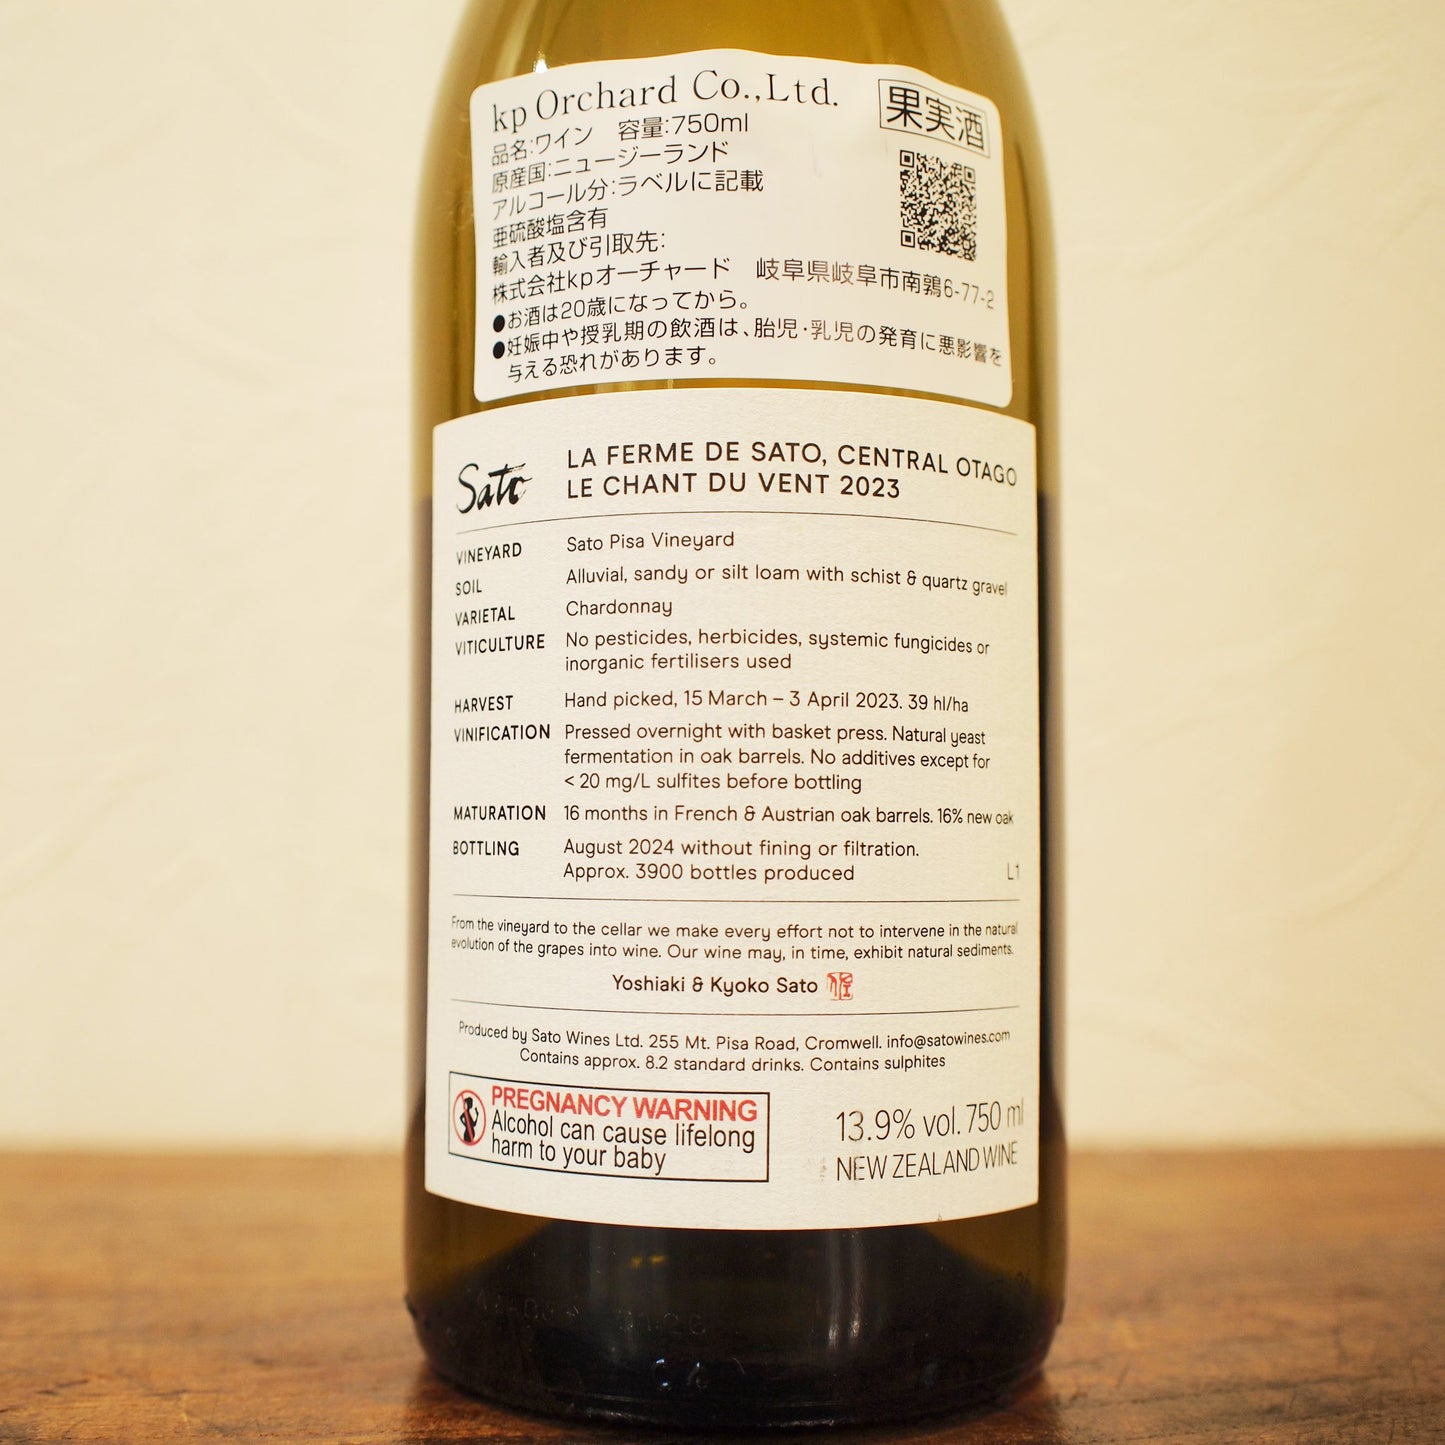 kp Orchard Co.,Ltd.
果実酒
品名:ワイン 容量:750ml
原産国:ニュージーランド
アルコール分:ラベルに記載
亜硫酸塩含有
輸入者及び引取先:
株式会社kpオーチャード 岐阜県岐阜市南鶉6-77-2
●お酒は20歳になってから。
●妊娠中や授乳期の飲酒は、胎児・乳児の発育に悪影響を
与える恐れがあります。
Sato
LA FERME DE SATO, CENTRAL OTAGO
LE CHANT DU VENT 2023
VINEYARD Sato Pisa Vineyard
SOIL Alluvial, sandy or silt loam with schist & quartz gravel
VARIETAL Chardonnay
VITICULTURE No pesticides, herbicides, systemic fungicides or
inorganic fertilisers used
HARVEST Hand picked, 15 March – 3 April 2023. 39 hl/ha
VINIFICATION Pressed overnight with basket press. Natural yeast
fermentation in oak barrels. No additives except for
< 20 mg/L sulfites before bottling
MATURATION 16 months in French & Austrian oak barrels. 16% new oak
BOTTLING August 2024 without fining or filtration.
Approx. 3900 bottles produced L1
From the vineyard to the cellar we make every effort not to intervene in the natural
evolution of the grapes into wine. Our wine may, in time, exhibit natural sediments.
Yoshiaki & Kyoko Sato
Produced by Sato Wines Ltd. 255 Mt. Pisa Road, Cromwell. info@satowines.com
Contains approx. 8.2 standard drinks. Contains sulphites
PREGNANCY WARNING
Alcohol can cause lifelong
harm to your baby
13.9% vol. 750 ml
NEW ZEALAND WINE